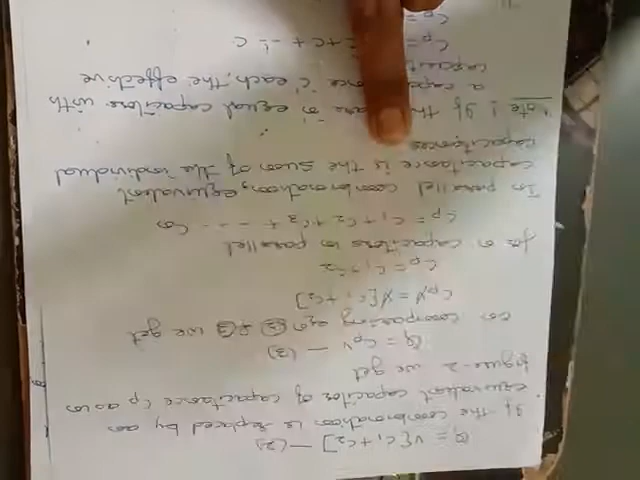 Q = V[C₁ + C₂] — (2)
If the combination is replaced by an
equivalent capacitor of capacitance Cp as in
figure-2 we get
Q = CpV — (3)
on comparing eqn (2) & (3) we get
CpV = V[C₁ + C₂]
Cp = C₁ + C₂
for n capacitors in parallel
Cp = C₁ + C₂ + C₃ + - - - - Cn
In parallel combination, equivalent
capacitance is the sum of the individual
capacitances
Note : If 'n' equal capacitors with
a capacitance 'c' each, the effective
Cp = + c + - - c
Cp =